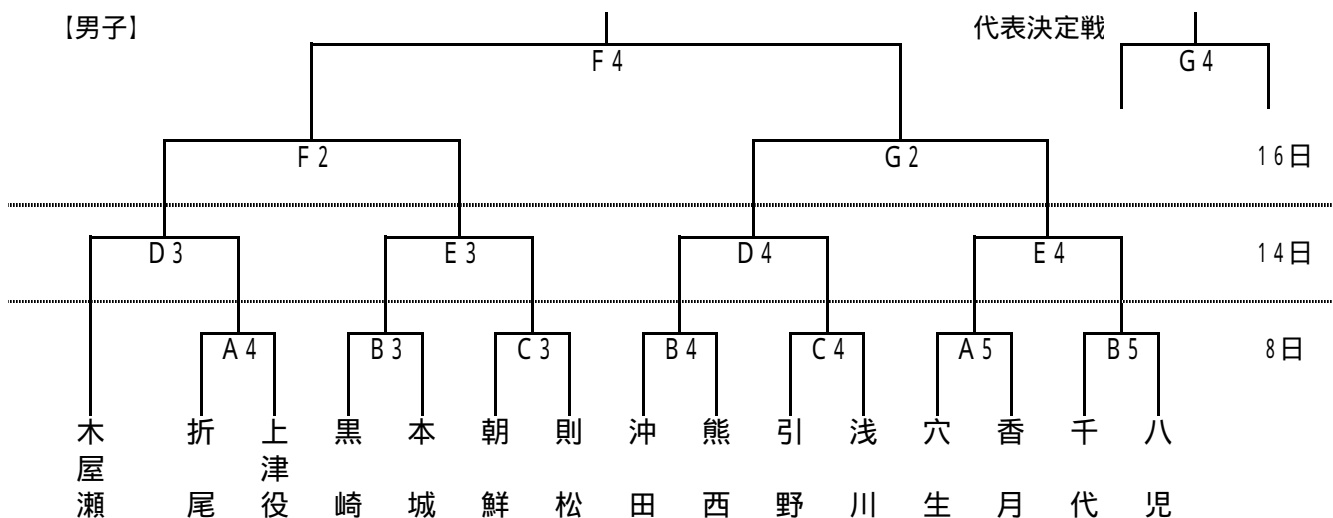 【男子】
代表決定戦
F4
G4
F2
G2
16日
D3
E3
D4
E4
14日
A4
B3
C3
B4
C4
A5
B5
8日
木屋瀬
折尾
上津役
黒崎
本城
朝鮮
則松
沖田
熊西
引野
浅川
穴生
香月
千代
八児